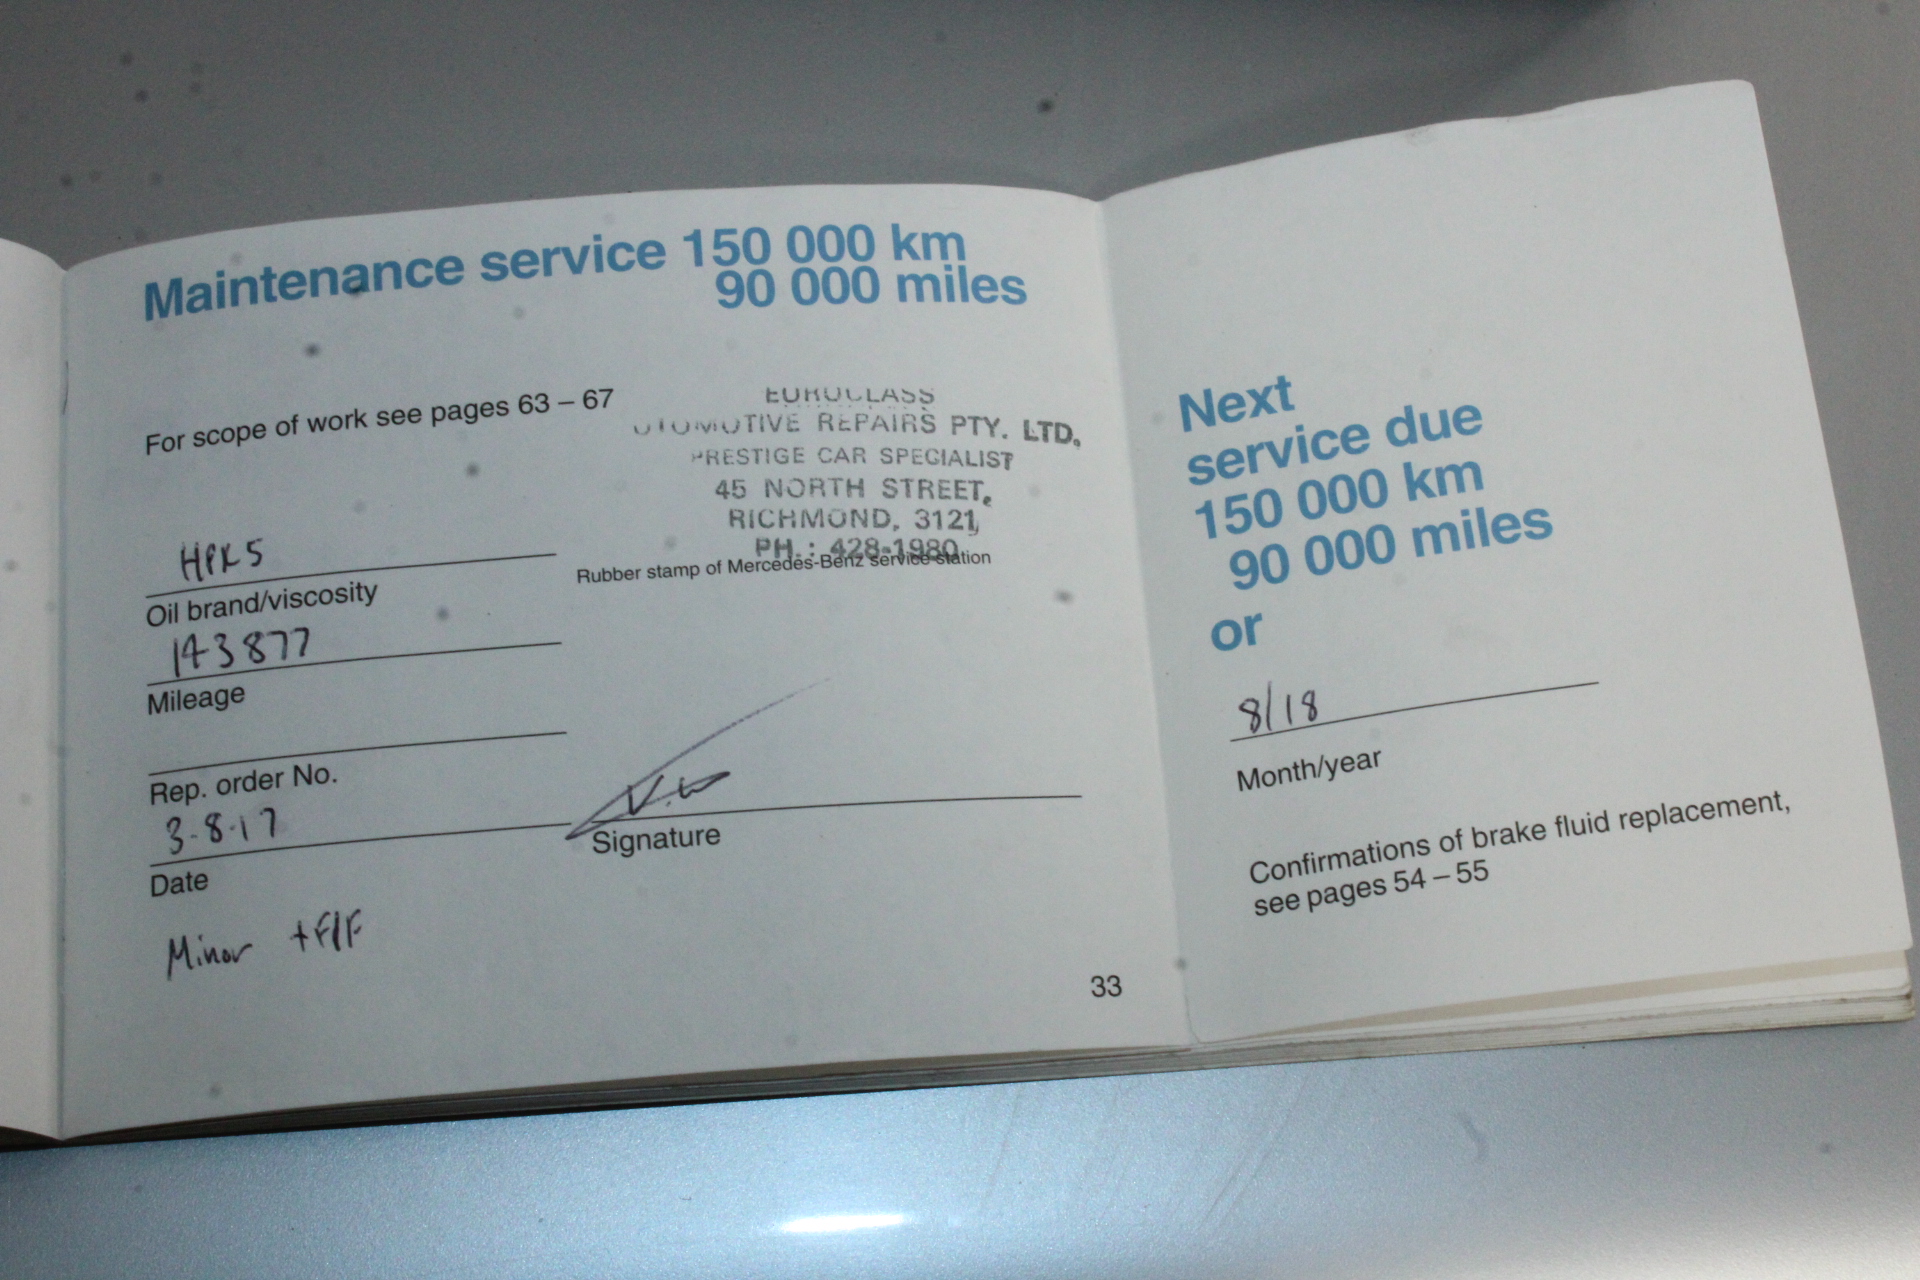 Maintenance service 150 000 km
90 000 miles
For scope of work see pages 63 – 67
EUROCLASS
UTOMOTIVE REPAIRS PTY. LTD.
PRESTIGE CAR SPECIALIST
45 NORTH STREET,
RICHMOND, 3121,
PH.: 428-1980
Rubber stamp of Mercedes-Benz service station
Oil brand/viscosity
143877
Mileage
Rep. order No.
3-8-17
Date
Signature
Minor +F/F
33
Next
service due
150 000 km
90 000 miles
or
8/18
Month/year
Confirmations of brake fluid replacement,
see pages 54 – 55